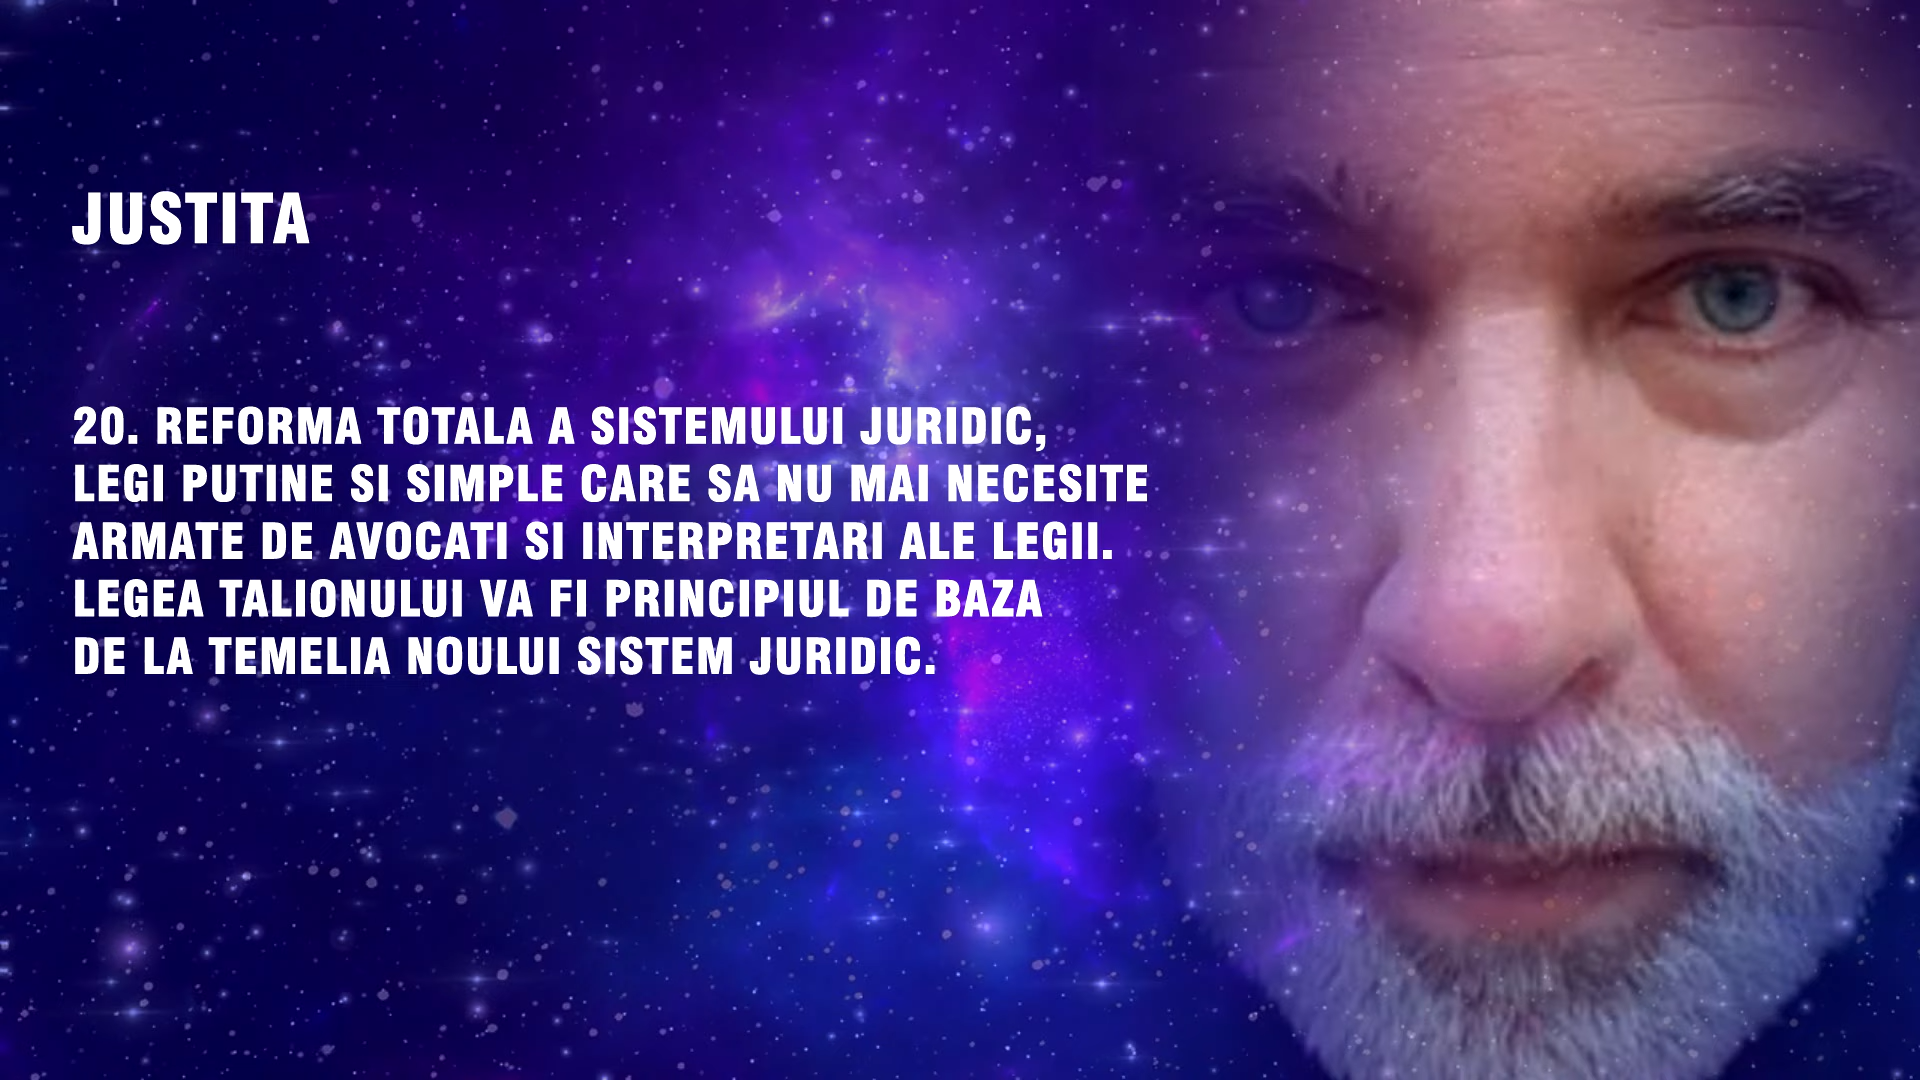 JUSTITA
20. REFORMA TOTALA A SISTEMULUI JURIDIC,
LEGI PUTINE SI SIMPLE CARE SA NU MAI NECESITE
ARMATE DE AVOCATI SI INTERPRETARI ALE LEGII.
LEGEA TALIONULUI VA FI PRINCIPIUL DE BAZA
DE LA TEMELIA NOULUI SISTEM JURIDIC.